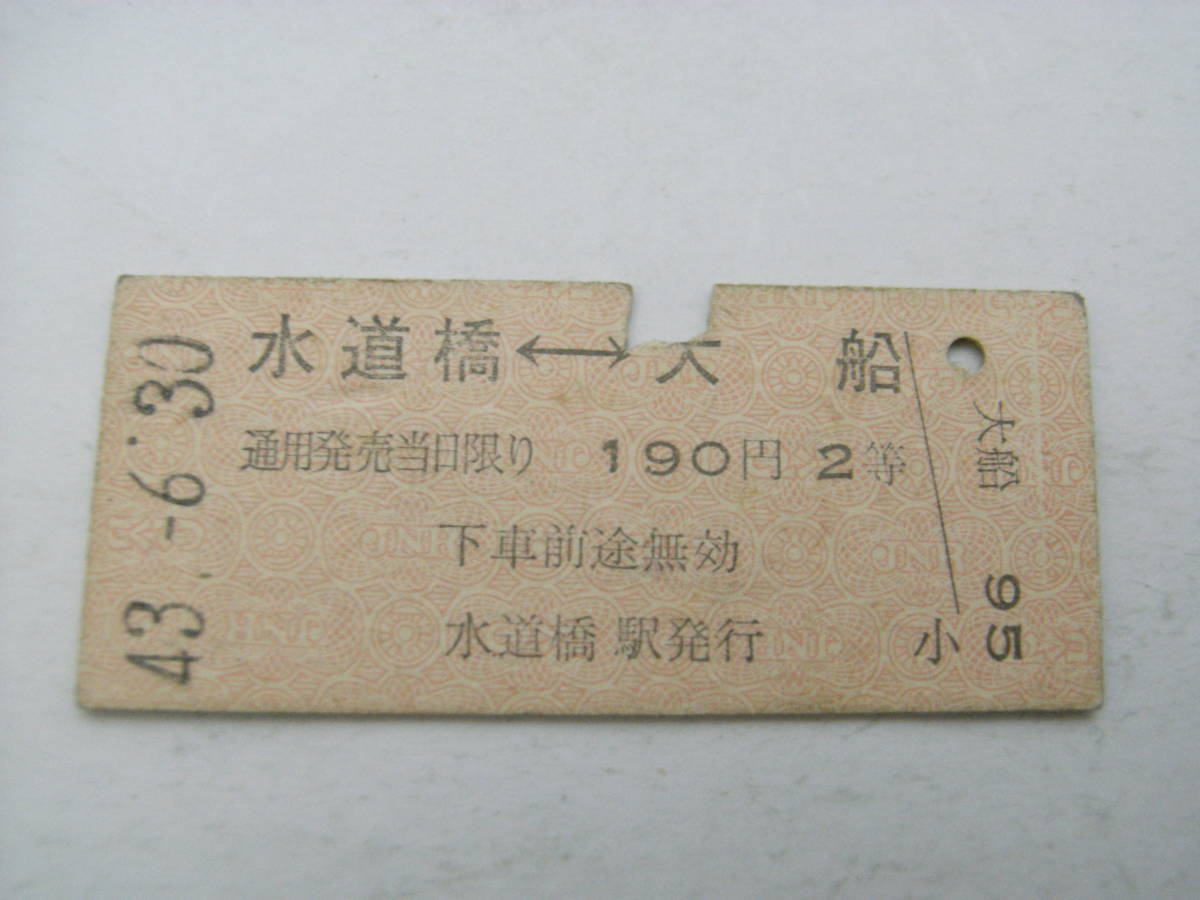 43.-6.30
水道橋←→大船
通用発売当日限り 190円 2等
下車前途無効
水道橋駅発行
小
大船
95